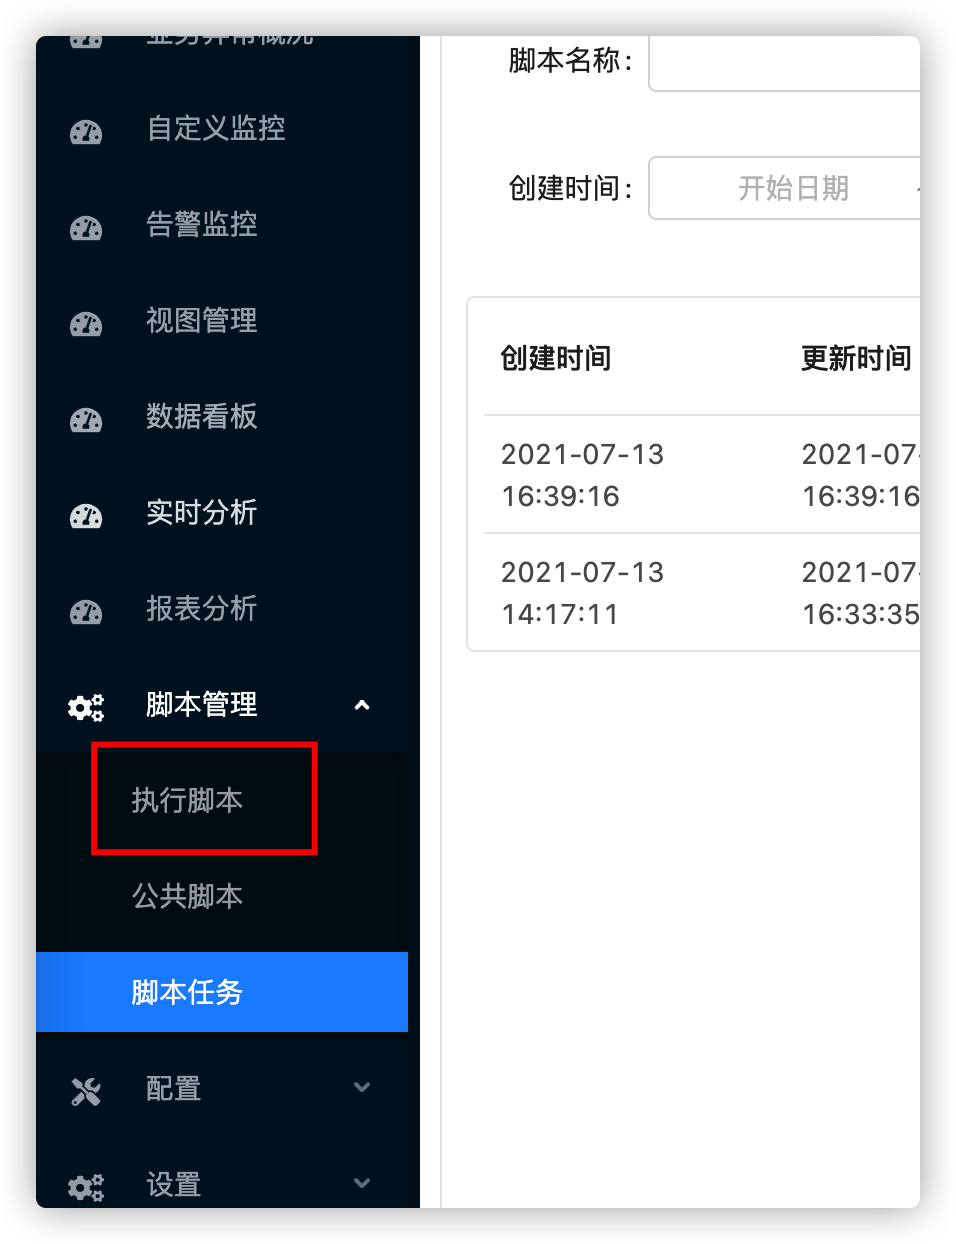 自定义监控
告警监控
视图管理
数据看板
实时分析
报表分析
脚本管理
执行脚本
公共脚本
脚本任务
配置
设置
脚本名称:
创建时间:
开始日期
创建时间
更新时间
2021-07-13
16:39:16
2021-07-
16:39:16
2021-07-13
14:17:11
2021-07-
16:33:35